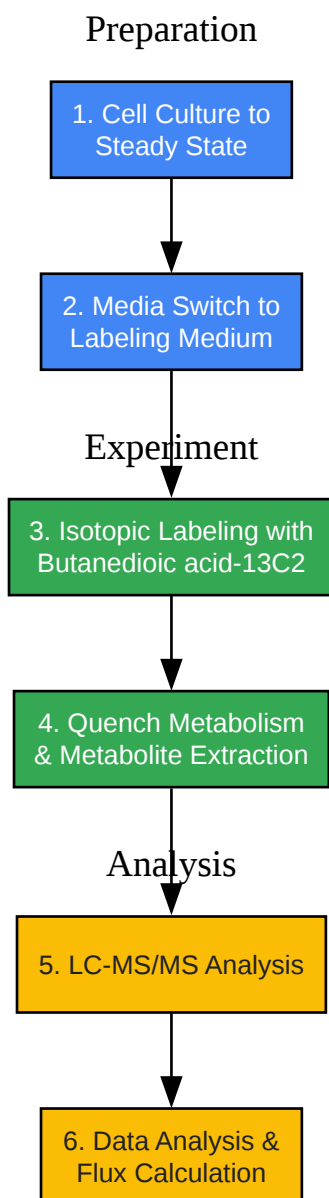 Preparation
1. Cell Culture to
Steady State
2. Media Switch to
Labeling Medium
Experiment
3. Isotopic Labeling with
Butanedioic acid-13C2
4. Quench Metabolism
& Metabolite Extraction
Analysis
5. LC-MS/MS Analysis
6. Data Analysis &
Flux Calculation